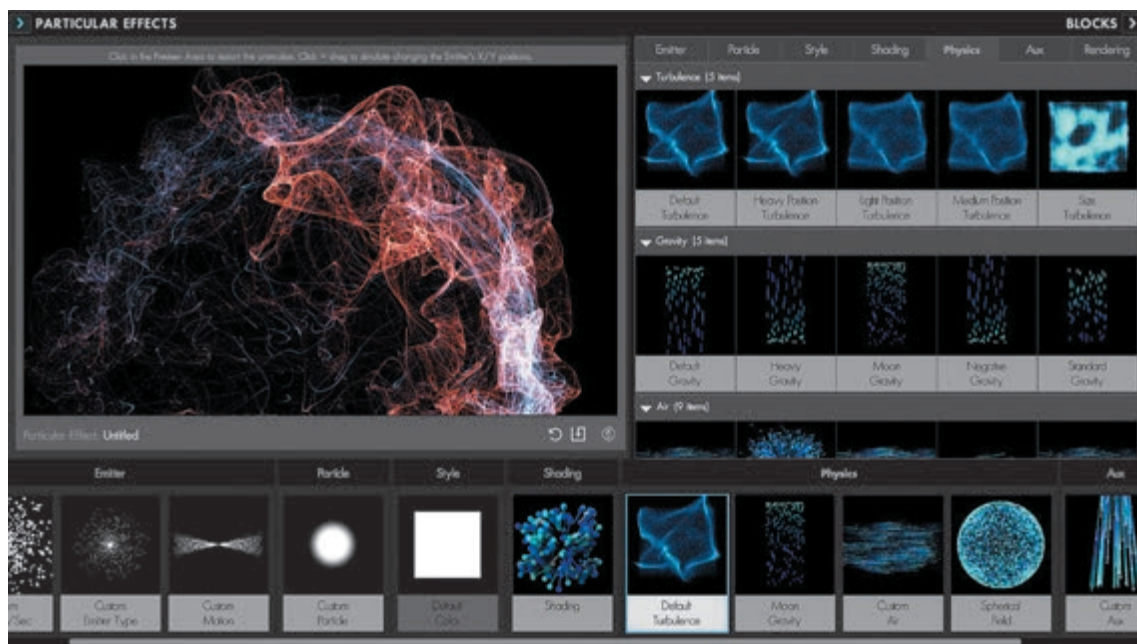 PARTICULAR EFFECTS
BLOCKS
Click in the Preview Area to restart the animation. Click + drag to simulate changing the Emitter's X/Y positions.
Emitter Particle Style Shading Physics Aux Rendering
Turbulence (5 items)
Default Heavy Position Light Position Medium Position Size
Turbulence Turbulence Turbulence Turbulence Turbulence
Gravity (5 items)
Default Heavy Moon Negative Standard
Gravity Gravity Gravity Gravity Gravity
Air (9 items)
Particular Effect: Untitled
Emitter Particle Style Shading Physics Aux
Custom Custom Custom Default Shading Default Moon Custom Spherical Custom
/Sec Emitter Type Motion Particle Color Turbulence Gravity Air Field Aux